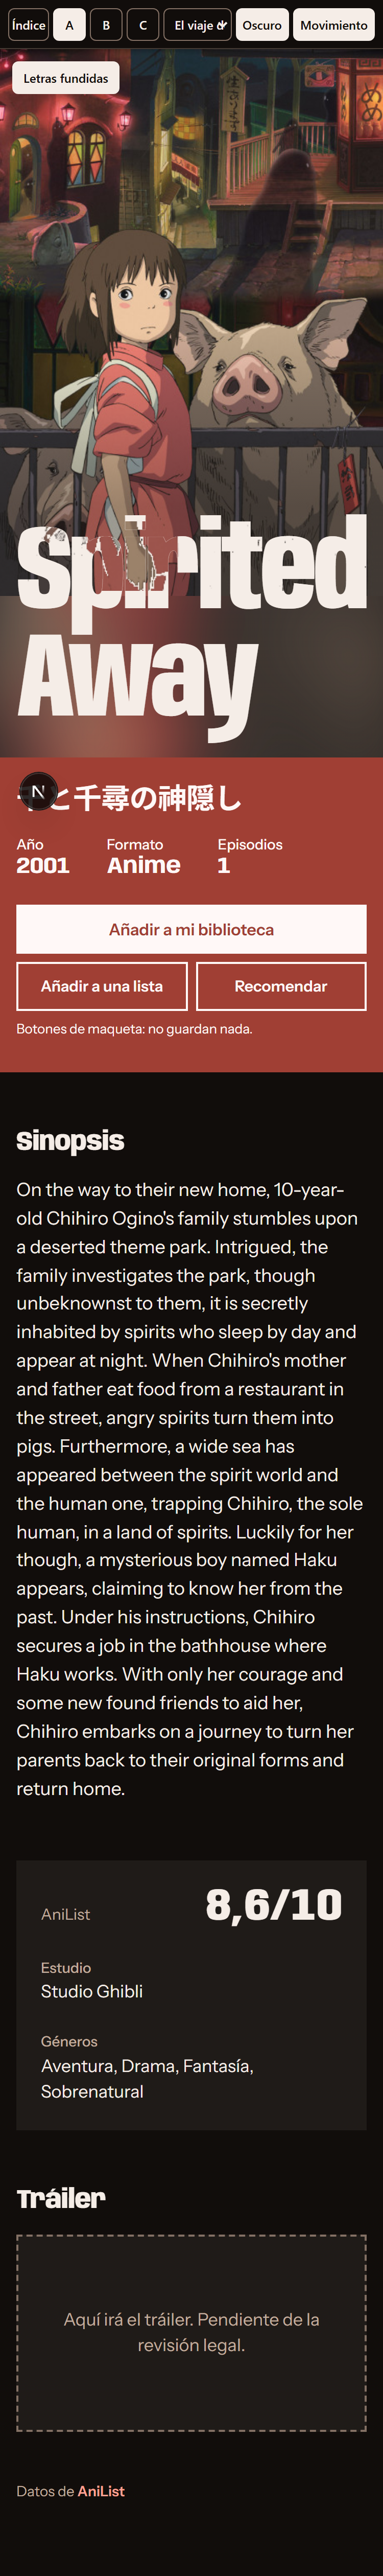 Índice A B C El viaje d Oscuro Movimiento
Letras fundidas
Spirited
Away
N
と千尋の神隠し
Año Formato Episodios
2001 Anime 1
Añadir a mi biblioteca
Añadir a una lista Recomendar
Botones de maqueta: no guardan nada.
Sinopsis
On the way to their new home, 10-year-
old Chihiro Ogino's family stumbles upon
a deserted theme park. Intrigued, the
family investigates the park, though
unbeknownst to them, it is secretly
inhabited by spirits who sleep by day and
appear at night. When Chihiro's mother
and father eat food from a restaurant in
the street, angry spirits turn them into
pigs. Furthermore, a wide sea has
appeared between the spirit world and
the human one, trapping Chihiro, the sole
human, in a land of spirits. Luckily for her
though, a mysterious boy named Haku
appears, claiming to know her from the
past. Under his instructions, Chihiro
secures a job in the bathhouse where
Haku works. With only her courage and
some new found friends to aid her,
Chihiro embarks on a journey to turn her
parents back to their original forms and
return home.
AniList 8,6/10
Estudio
Studio Ghibli
Géneros
Aventura, Drama, Fantasía,
Sobrenatural
Tráiler
Aquí irá el tráiler. Pendiente de la
revisión legal.
Datos de AniList